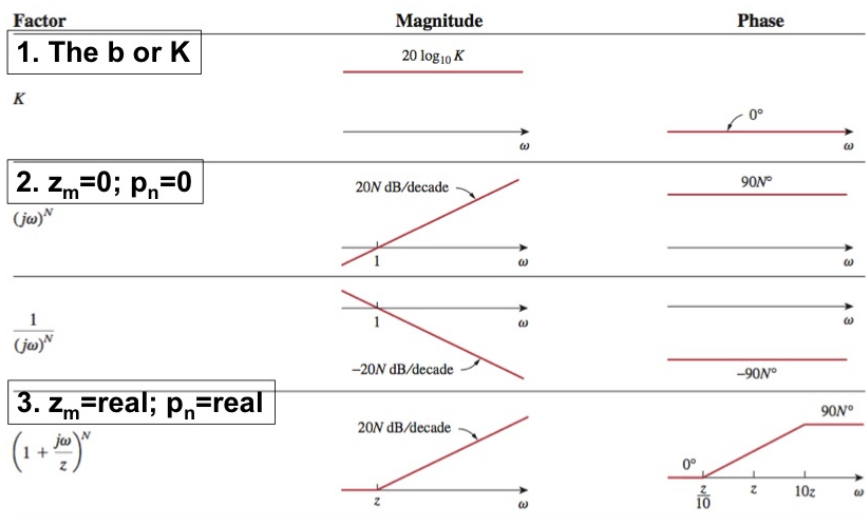 Factor Magnitude Phase
1. The b or K
20 log₁₀ K
K
0°
ω ω
2. zₘ=0; pₙ=0
20N dB/decade 90N°
(jω)ᴺ
1 ω ω
1 ω ω
1
(jω)ᴺ
−20N dB/decade −90N°
3. zₘ=real; pₙ=real
20N dB/decade 90N°
(1 + jω/z)ᴺ
0°
z ω z/10 z 10z ω